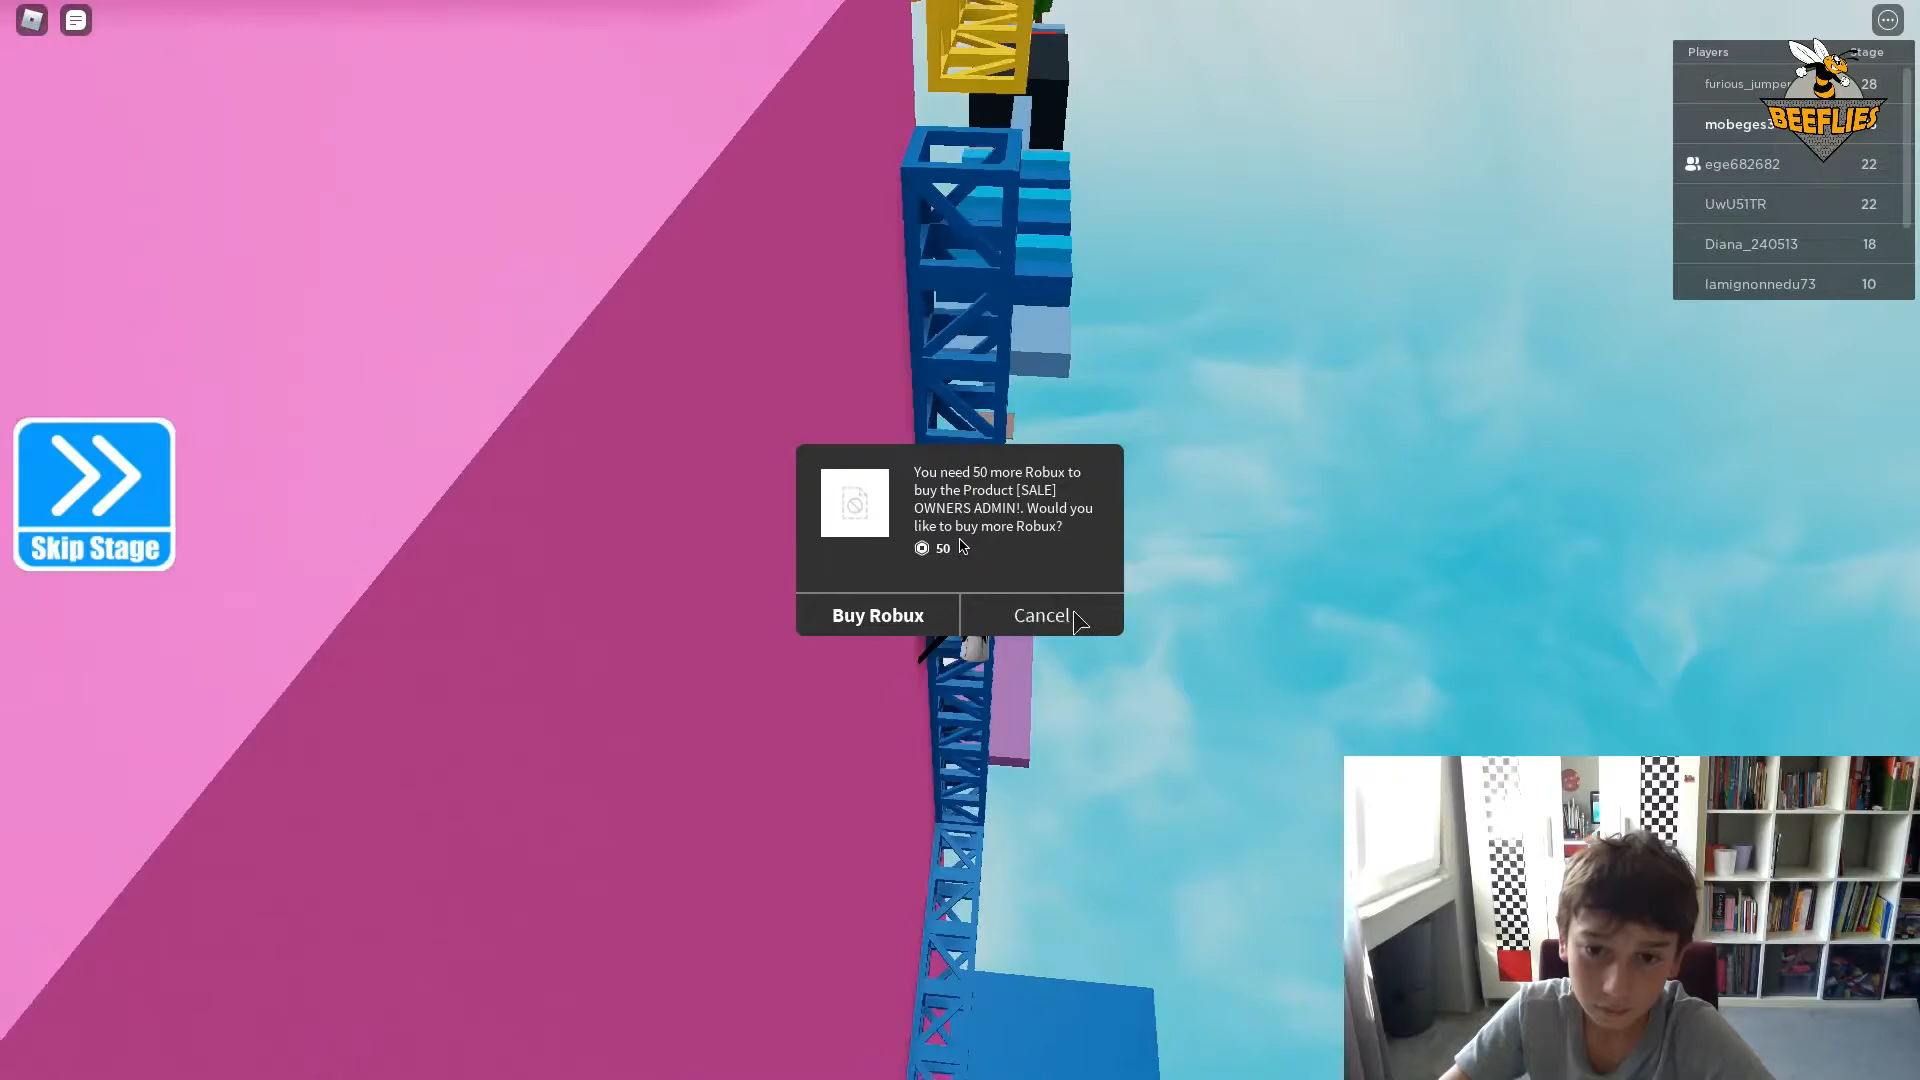 Players
Stage
furious_jumper
28
mobeges3
BEEFLIES
ege682682
22
UwU51TR
22
Diana_240513
18
lamignonnedu73
10
You need 50 more Robux to
buy the Product [SALE]
OWNERS ADMIN!. Would you
like to buy more Robux?
50
Buy Robux
Cancel
Skip Stage